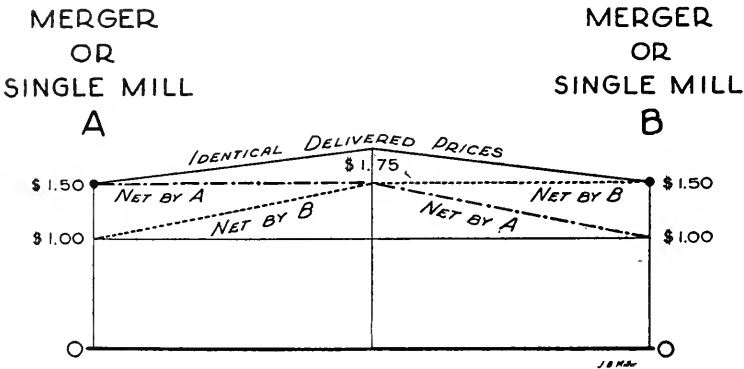 MERGER
OR
SINGLE MILL
A
MERGER
OR
SINGLE MILL
B
IDENTICAL DELIVERED PRICES
$1.75
$1.50
NET BY A
NET BY B
$1.50
NET BY B
NET BY A
$1.00
$1.00
O
O